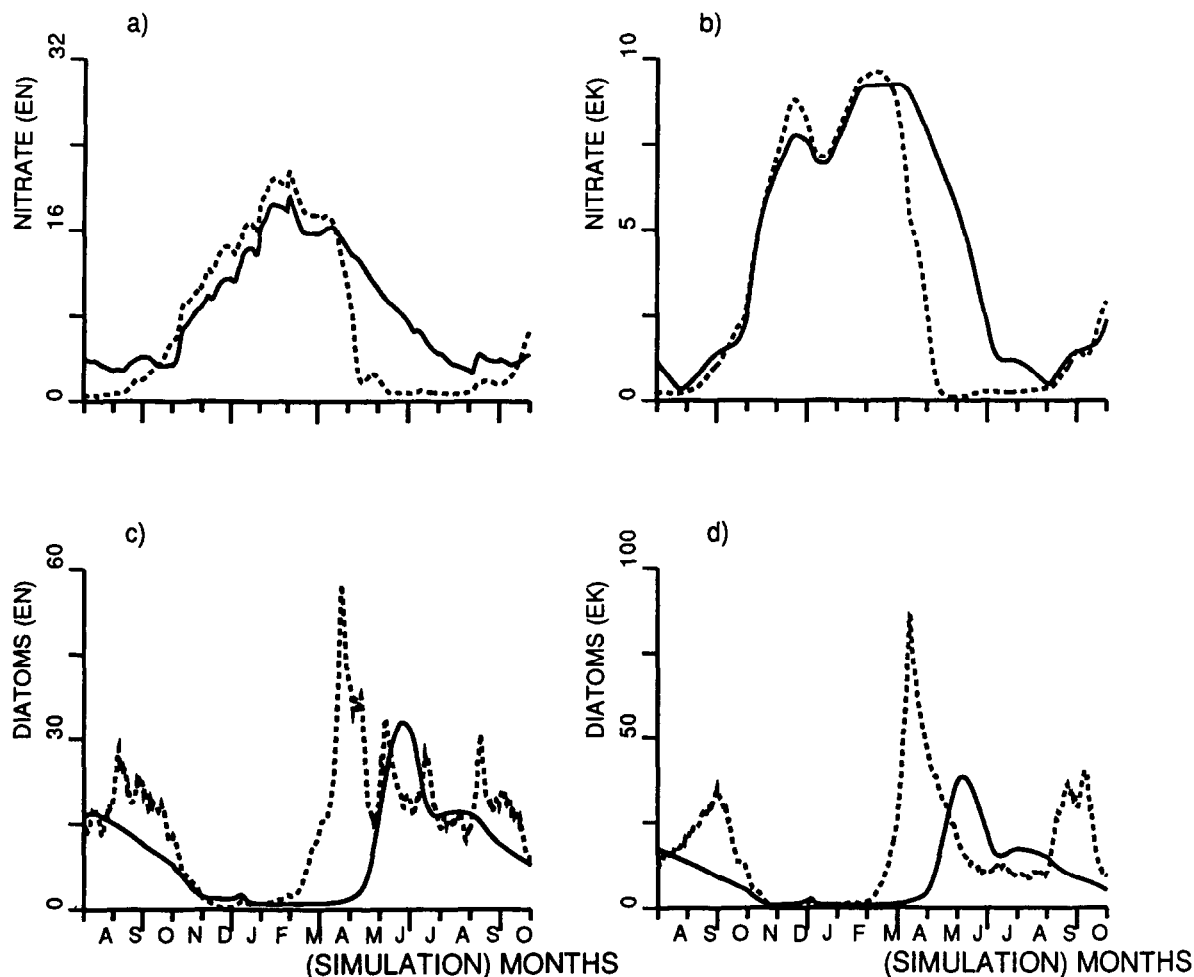 a)
NITRATE (EN)
32
16
0
b)
NITRATE (EK)
10
5
0
c)
DIATOMS (EN)
60
30
0
A S O N D J F M A M J J A S O
(SIMULATION) MONTHS
d)
DIATOMS (EK)
100
50
0
A S O N D J F M A M J J A S O
(SIMULATION) MONTHS